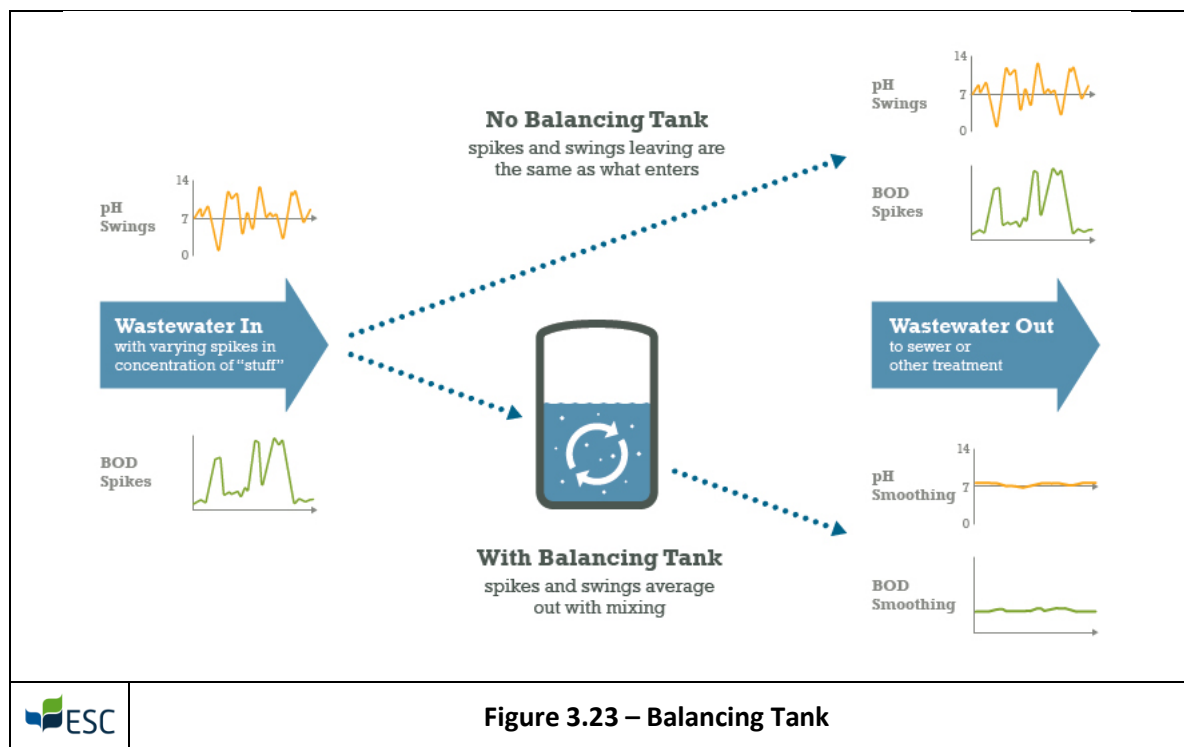 No Balancing Tank
spikes and swings leaving are
the same as what enters
pH
Swings
14
7
0
Wastewater In
with varying spikes in
concentration of “stuff”
BOD
Spikes
With Balancing Tank
spikes and swings average
out with mixing
pH
Swings
14
7
0
BOD
Spikes
Wastewater Out
to sewer or
other treatment
pH
Smoothing
14
7
0
BOD
Smoothing
ESC
Figure 3.23 – Balancing Tank